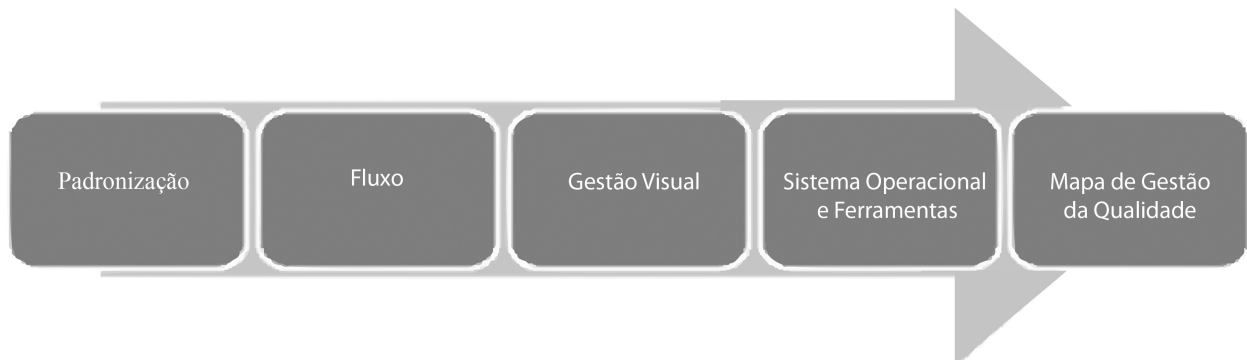 Padronização
Fluxo
Gestão Visual
Sistema Operacional
e Ferramentas
Mapa de Gestão
da Qualidade